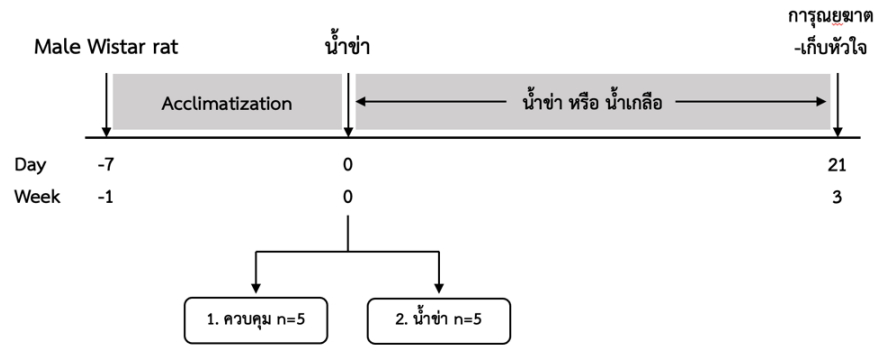 การุณยฆาต
-เก็บหัวใจ
Male Wistar rat
น้ำข่า
Acclimatization
น้ำข่า หรือ น้ำเกลือ
Day -7 0 21
Week -1 0 3
1. ควบคุม n=5
2. น้ำข่า n=5